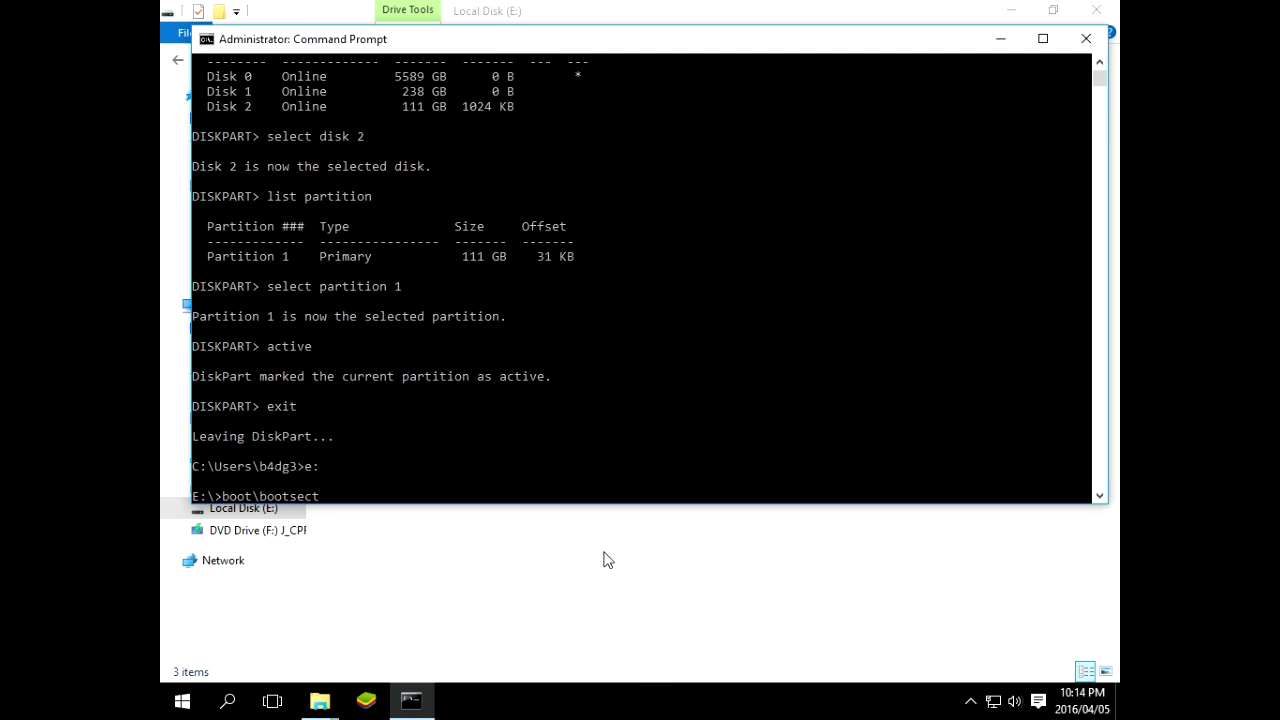 Drive Tools
Local Disk (E:)
Administrator: Command Prompt
-------- ------------- ------- ------- --- ---
Disk 0 Online 5589 GB 0 B *
Disk 1 Online 238 GB 0 B
Disk 2 Online 111 GB 1024 KB
DISKPART> select disk 2
Disk 2 is now the selected disk.
DISKPART> list partition
Partition ### Type Size Offset
------------- ---------------- ------- -------
Partition 1 Primary 111 GB 31 KB
DISKPART> select partition 1
Partition 1 is now the selected partition.
DISKPART> active
DiskPart marked the current partition as active.
DISKPART> exit
Leaving DiskPart...
C:\Users\b4dg3>e:
E:\>boot\bootsect
Local Disk (E:)
DVD Drive (F:) J_CPF
Network
3 items
10:14 PM
2016/04/05